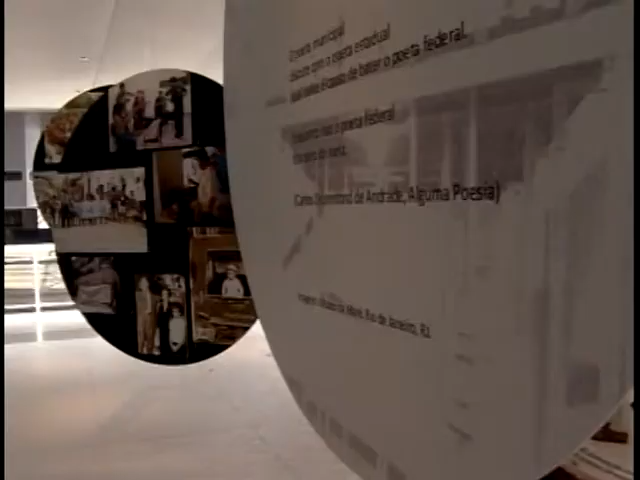 O poeta municipal
discute com o poeta estadual
qual deles é capaz de bater o poeta federal.
Enquanto isso o poeta federal
tira ouro do nariz.
(Carlos Drummond de Andrade, Alguma Poesia)
Rio de Janeiro, RJ.